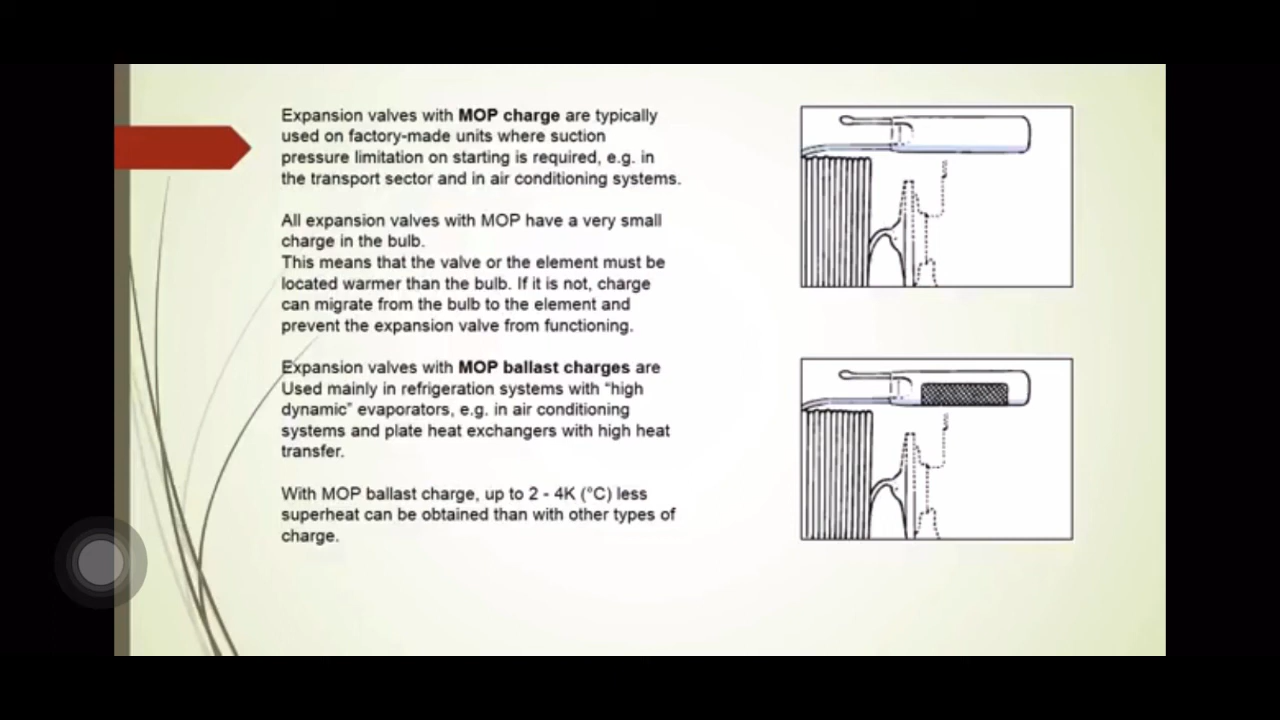 Expansion valves with MOP charge are typically
used on factory-made units where suction
pressure limitation on starting is required, e.g. in
the transport sector and in air conditioning systems.
All expansion valves with MOP have a very small
charge in the bulb.
This means that the valve or the element must be
located warmer than the bulb. If it is not, charge
can migrate from the bulb to the element and
prevent the expansion valve from functioning.
Expansion valves with MOP ballast charges are
Used mainly in refrigeration systems with “high
dynamic” evaporators, e.g. in air conditioning
systems and plate heat exchangers with high heat
transfer.
With MOP ballast charge, up to 2 - 4K (°C) less
superheat can be obtained than with other types of
charge.